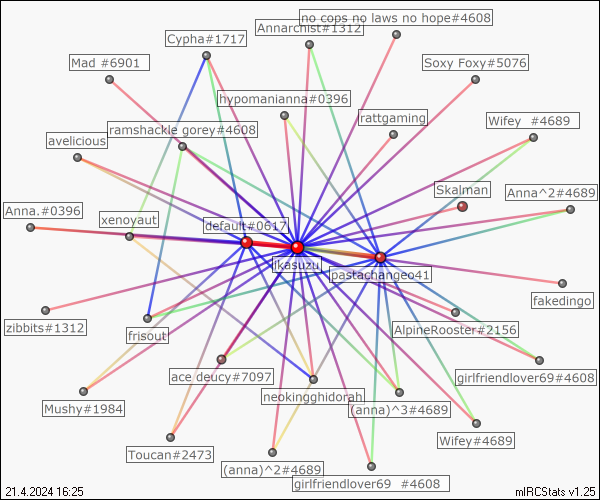 no cops no laws no hope#4608
Annarchist#1312
Cypha#1717
Mad #6901
Soxy Foxy#5076
hypomanianna#0396
rattgaming
Wifey #4689
ramshackle gorey#4608
avelicious
Skalman
Anna^2#4689
Anna.#0396
xenoyaut
default#0617
jkasuzu
pastachangeo41
fakedingo
zibbits#1312
frisout
AlpineRooster#2156
ace deucy#7097
girlfriendlover69#4608
neokingghidorah
Mushy#1984
(anna)^3#4689
Wifey#4689
Toucan#2473
(anna)^2#4689
girlfriendlover69 #4608
21.4.2024 16:25
mIRCStats v1.25